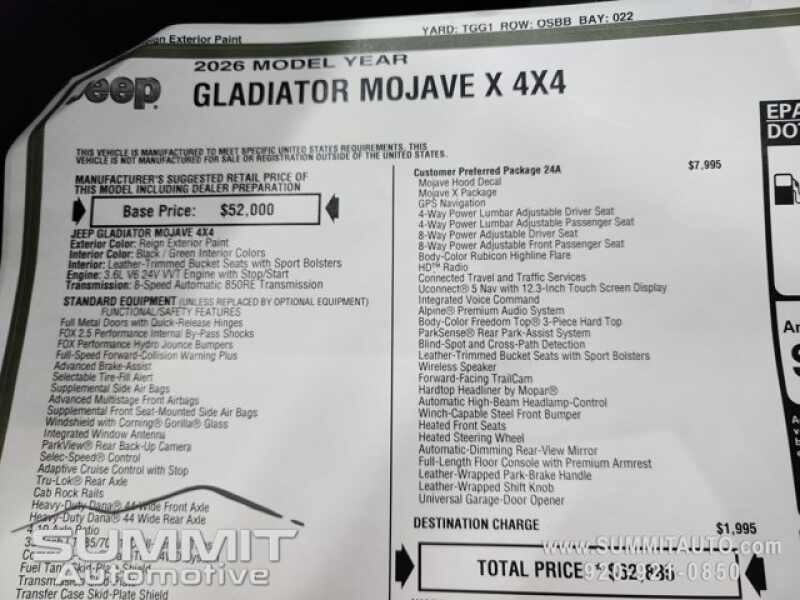 Reign Exterior Paint
YARD: TGG1 ROW: OSBB BAY: 022
Jeep
2026 MODEL YEAR
GLADIATOR MOJAVE X 4X4
THIS VEHICLE IS MANUFACTURED TO MEET SPECIFIC UNITED STATES REQUIREMENTS. THIS
VEHICLE IS NOT MANUFACTURED FOR SALE OR REGISTRATION OUTSIDE OF THE UNITED STATES.
MANUFACTURER'S SUGGESTED RETAIL PRICE OF
THIS MODEL INCLUDING DEALER PREPARATION
Base Price: $52,000
JEEP GLADIATOR MOJAVE 4X4
Exterior Color: Reign Exterior Paint
Interior Color: Black / Green Interior Colors
Interior: Leather-Trimmed Bucket Seats with Sport Bolsters
Engine: 3.6L V6 24V VVT Engine with Stop/Start
Transmission: 8-Speed Automatic 850RE Transmission
STANDARD EQUIPMENT (UNLESS REPLACED BY OPTIONAL EQUIPMENT)
FUNCTIONAL/SAFETY FEATURES
Full Metal Doors with Quick-Release Hinges
FOX 2.5 Performance Internal By-Pass Shocks
FOX Performance Hydro Jounce Bumpers
Full-Speed Forward-Collision Warning Plus
Advanced Brake-Assist
Selectable Tire-Fill Alert
Supplemental Side Air Bags
Advanced Multistage Front Airbags
Supplemental Front Seat-Mounted Side Air Bags
Windshield with Corning® Gorilla® Glass
Integrated Window Antenna
ParkView® Rear Back-Up Camera
Selec-Speed® Control
Adaptive Cruise Control with Stop
Tru-Lok® Rear Axle
Cab Rock Rails
Heavy-Duty Dana® 44 Wide Front Axle
Heavy-Duty Dana® 44 Wide Rear Axle
Axle Ratio
Fuel Tank Skid-Plate Shield
Transmission Skid-Plate Shield
Transfer Case Skid-Plate Shield
Customer Preferred Package 24A $7,995
Mojave Hood Decal
Mojave X Package
GPS Navigation
4-Way Power Lumbar Adjustable Driver Seat
4-Way Power Lumbar Adjustable Passenger Seat
8-Way Power Adjustable Driver Seat
8-Way Power Adjustable Front Passenger Seat
Body-Color Rubicon Highline Flare
HD™ Radio
Connected Travel and Traffic Services
Uconnect® 5 Nav with 12.3-Inch Touch Screen Display
Integrated Voice Command
Alpine® Premium Audio System
Body-Color Freedom Top® 3-Piece Hard Top
ParkSense® Rear Park-Assist System
Blind-Spot and Cross-Path Detection
Leather-Trimmed Bucket Seats with Sport Bolsters
Wireless Speaker
Forward-Facing TrailCam
Hardtop Headliner by Mopar®
Automatic High-Beam Headlamp-Control
Winch-Capable Steel Front Bumper
Heated Front Seats
Heated Steering Wheel
Automatic-Dimming Rear-View Mirror
Full-Length Floor Console with Premium Armrest
Leather-Wrapped Park-Brake Handle
Leather-Wrapped Shift Knob
Universal Garage-Door Opener
DESTINATION CHARGE $1,995
TOTAL PRICE: *
EPA
DOT
SUMMIT
Automotive
WWW.SUMMITAUTO.COM